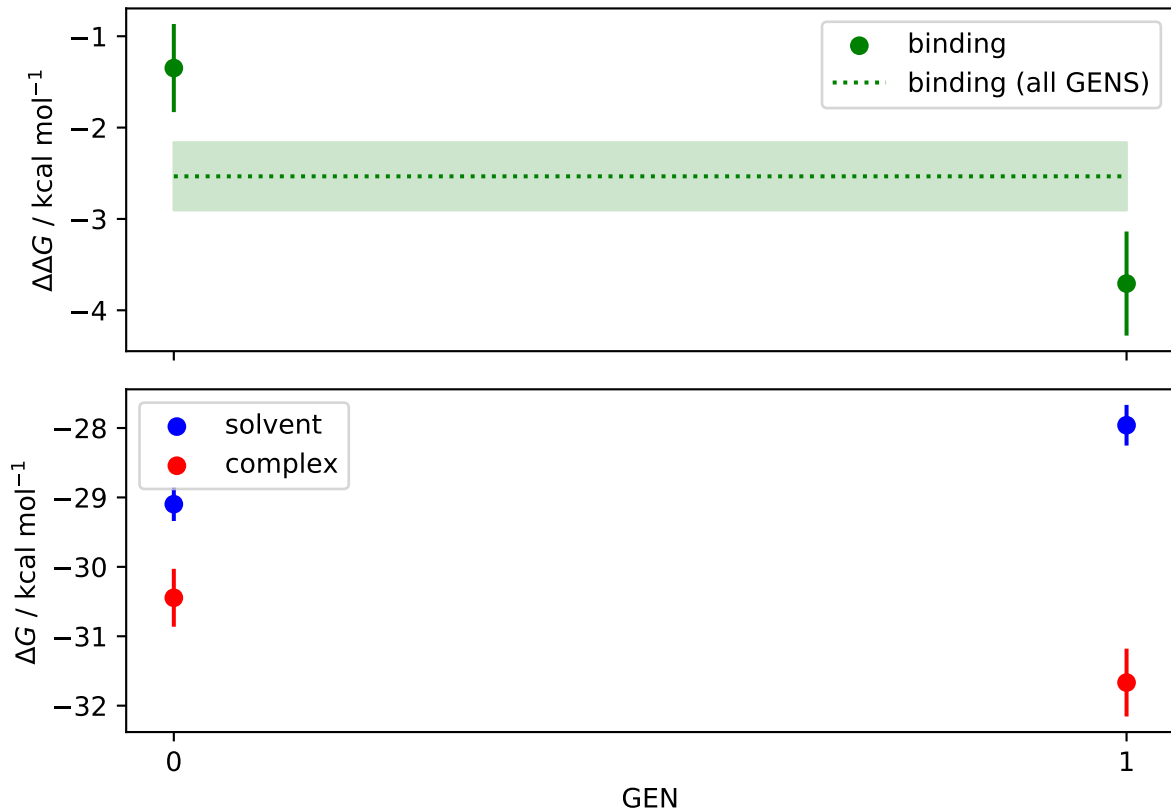 −1
−2
−3
−4
ΔΔG / kcal mol⁻¹
binding
binding (all GENS)
−28
−29
−30
−31
−32
ΔG / kcal mol⁻¹
solvent
complex
0
1
GEN